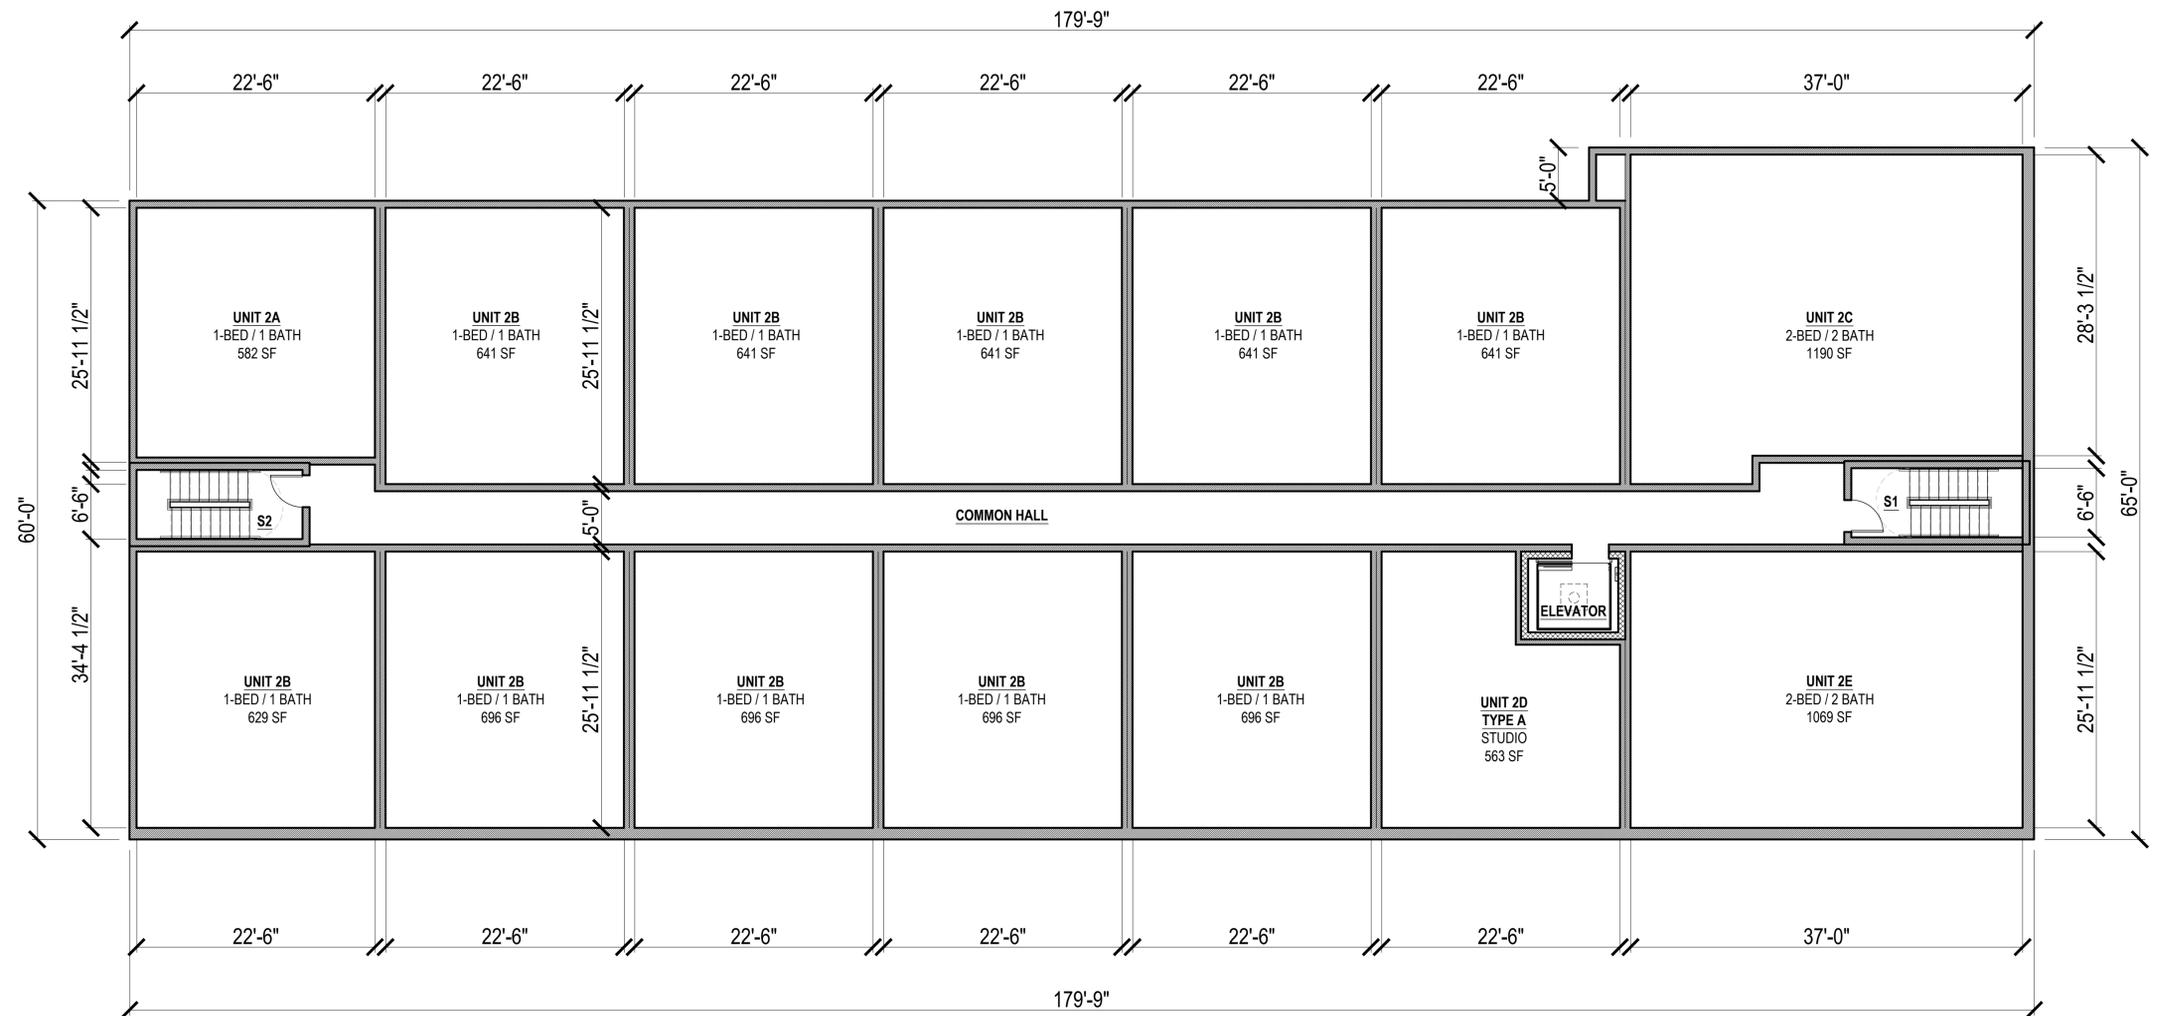 179'-9"
22'-6"
22'-6"
22'-6"
22'-6"
22'-6"
22'-6"
37'-0"
5'-0"
60'-0"
25'-11 1/2"
6'-6"
34'-4 1/2"
UNIT 2A
1-BED / 1 BATH
582 SF
UNIT 2B
1-BED / 1 BATH
641 SF
25'-11 1/2"
UNIT 2B
1-BED / 1 BATH
641 SF
UNIT 2B
1-BED / 1 BATH
641 SF
UNIT 2B
1-BED / 1 BATH
641 SF
UNIT 2B
1-BED / 1 BATH
641 SF
UNIT 2C
2-BED / 2 BATH
1190 SF
28'-3 1/2"
6'-6"
65'-0"
25'-11 1/2"
S2
5'-0"
COMMON HALL
S1
ELEVATOR
UNIT 2B
1-BED / 1 BATH
629 SF
UNIT 2B
1-BED / 1 BATH
696 SF
25'-11 1/2"
UNIT 2B
1-BED / 1 BATH
696 SF
UNIT 2B
1-BED / 1 BATH
696 SF
UNIT 2B
1-BED / 1 BATH
696 SF
UNIT 2D
TYPE A
STUDIO
563 SF
UNIT 2E
2-BED / 2 BATH
1069 SF
22'-6"
22'-6"
22'-6"
22'-6"
22'-6"
22'-6"
37'-0"
179'-9"